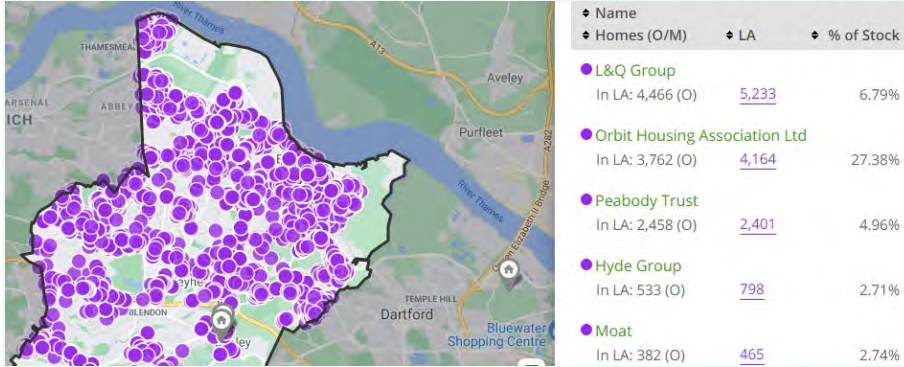 River Thames
A13
THAMESMEAD
Aveley
ARSENAL
ABBEY
ICH
Purfleet
A282
River Thames
Queen Elizabeth II Bridge
TEMPLE HILL
Dartford
BLENDON
Bluewater
Shopping Centre
Name
Homes (O/M) LA % of Stock
L&Q Group
In LA: 4,466 (O) 5,233 6.79%
Orbit Housing Association Ltd
In LA: 3,762 (O) 4,164 27.38%
Peabody Trust
In LA: 2,458 (O) 2,401 4.96%
Hyde Group
In LA: 533 (O) 798 2.71%
Moat
In LA: 382 (O) 465 2.74%